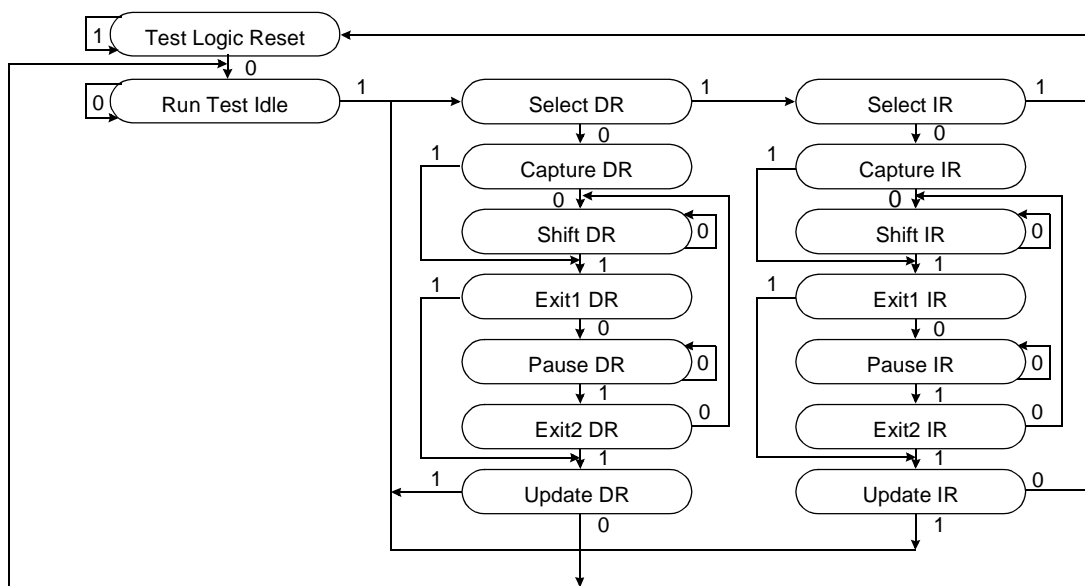 1
Test Logic Reset
0
0
Run Test Idle
1
Select DR
1
Select IR
1
0
0
1
Capture DR
1
Capture IR
0
0
Shift DR
0
Shift IR
0
1
1
1
Exit1 DR
1
Exit1 IR
0
0
Pause DR
0
Pause IR
0
1
1
Exit2 DR
0
Exit2 IR
0
1
1
1
Update DR
Update IR
0
0
1